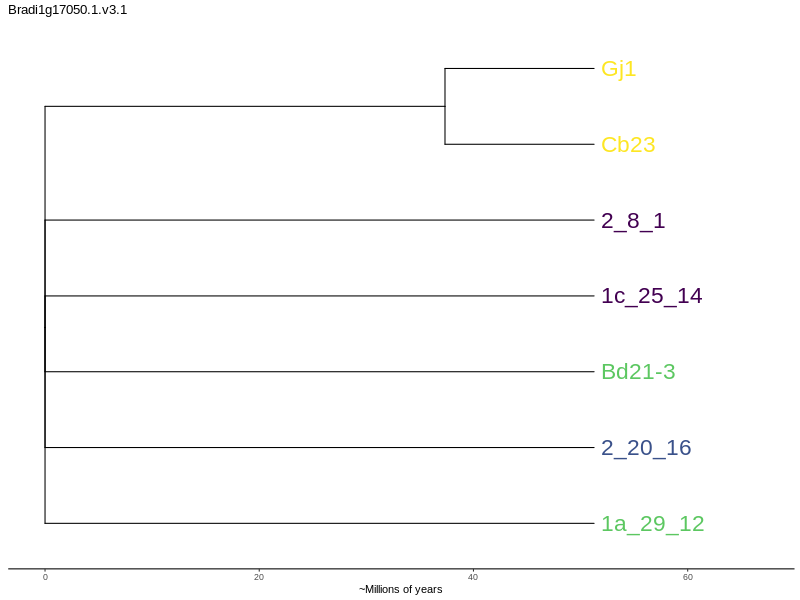 Bradi1g17050.1.v3.1
Gj1
Cb23
2_8_1
1c_25_14
Bd21-3
2_20_16
1a_29_12
0 20 40 60
~Millions of years